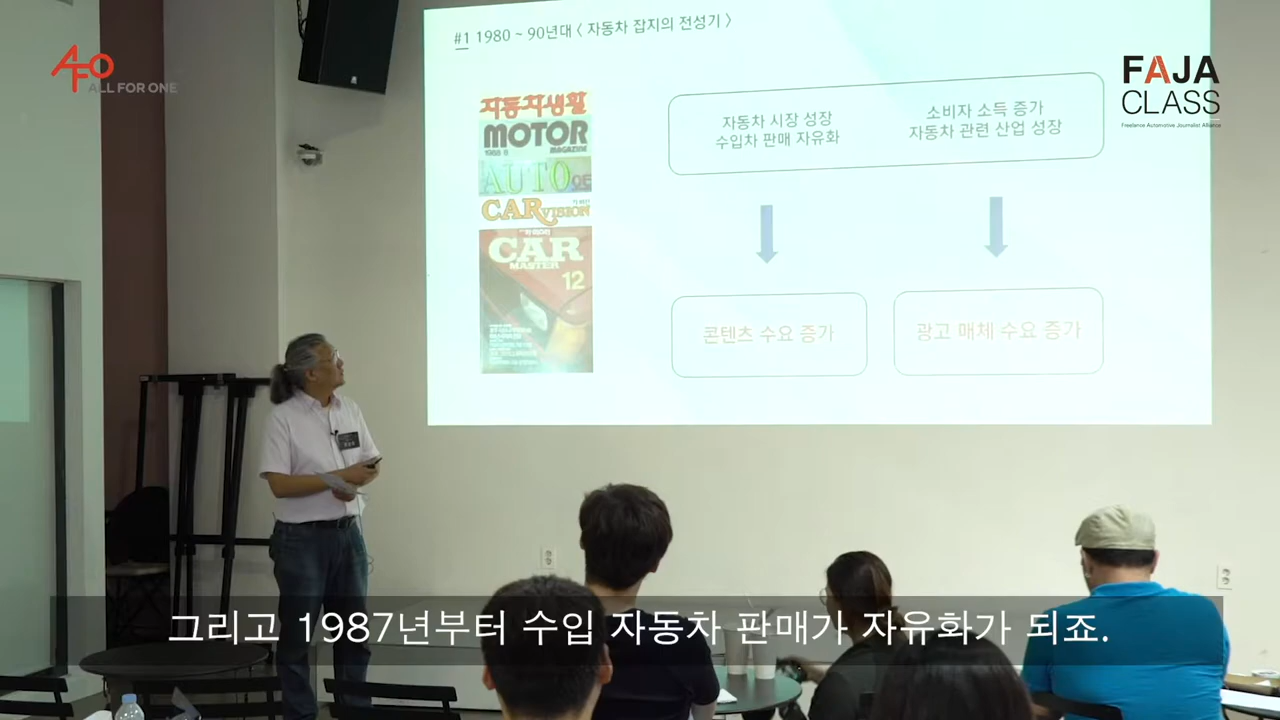 AFO
ALL FOR ONE
#1 1980 ~ 90년대 < 자동차 잡지의 전성기 >
FAJA
CLASS
Freelance Automotive Journalist Alliance
자동차생활
MOTOR
MAGAZINE
AUTO
CAR VISION
CAR
MASTER
12
자동차 시장 성장
수입차 판매 자유화
소비자 소득 증가
자동차 관련 산업 성장
콘텐츠 수요 증가
광고 매체 수요 증가
그리고 1987년부터 수입 자동차 판매가 자유화가 되죠.